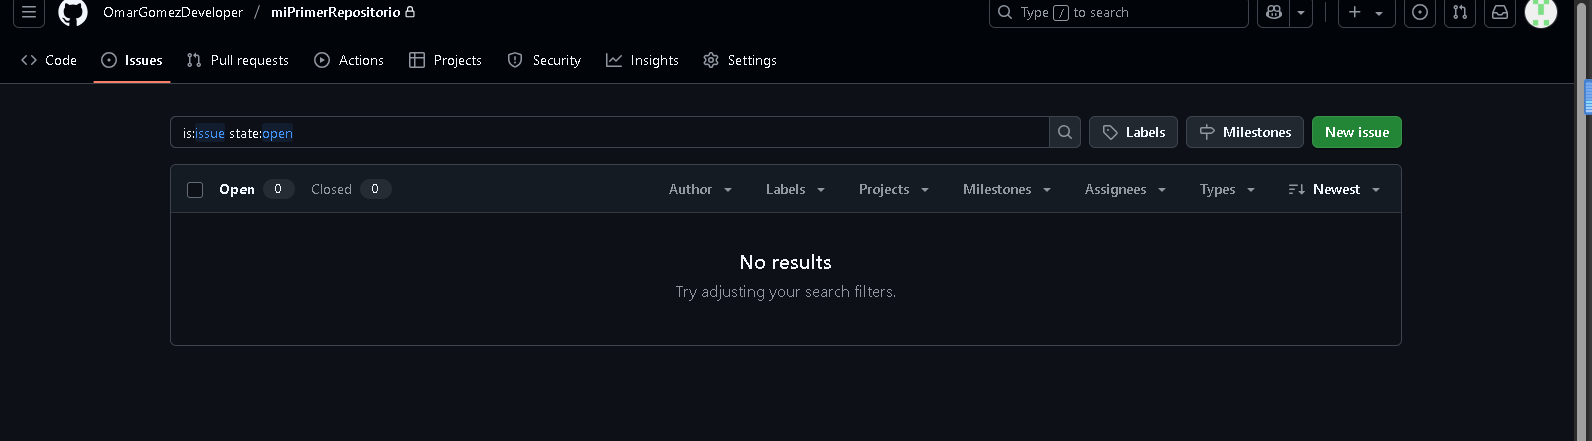 OmarGomezDeveloper / miPrimerRepositorio Type / to search
Code Issues Pull requests Actions Projects Security Insights Settings
is:issue state:open Labels Milestones New issue
Open 0 Closed 0 Author Labels Projects Milestones Assignees Types Newest
No results
Try adjusting your search filters.